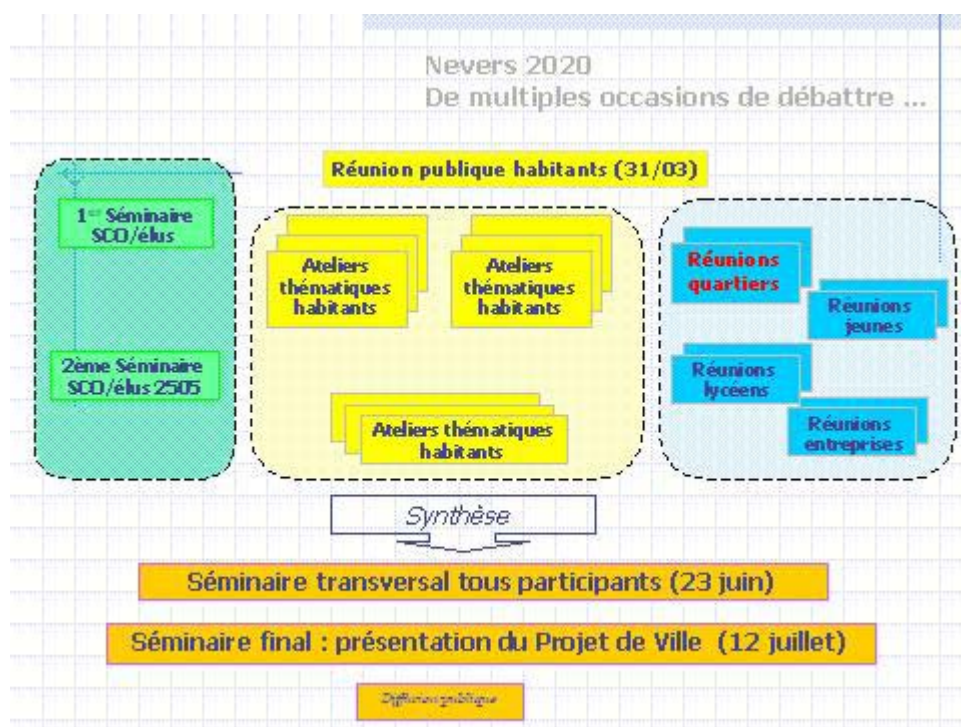 Nevers 2020
De multiples occasions de débattre ...
Réunion publique habitants (31/03)
1er Séminaire
SCO/élus
2ème Séminaire
SCO/élus 2505
Ateliers
thématiques
habitants
Ateliers
thématiques
habitants
Ateliers thématiques
habitants
Réunions
quartiers
Réunions
jeunes
Réunions
lycéens
Réunions
entreprises
Synthèse
Séminaire transversal tous participants (23 juin)
Séminaire final : présentation du Projet de Ville (12 juillet)
Diffusion publique